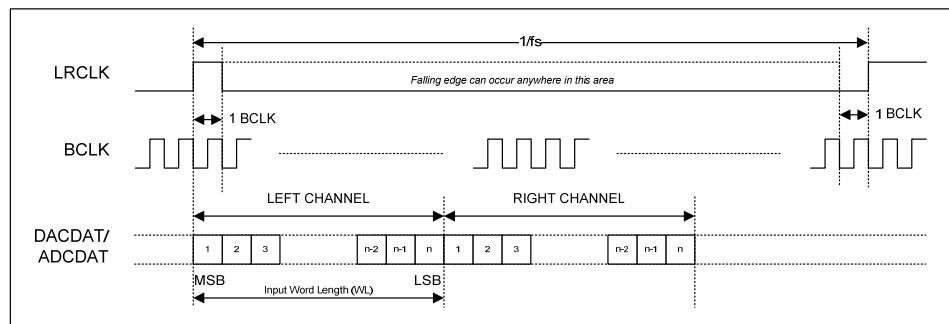 1/fs
LRCLK
Falling edge can occur anywhere in this area
1 BCLK
1 BCLK
BCLK
LEFT CHANNEL
RIGHT CHANNEL
DACDAT/
ADCDAT
1 2 3 n-2 n-1 n 1 2 3 n-2 n-1 n
MSB
LSB
Input Word Length (WL)